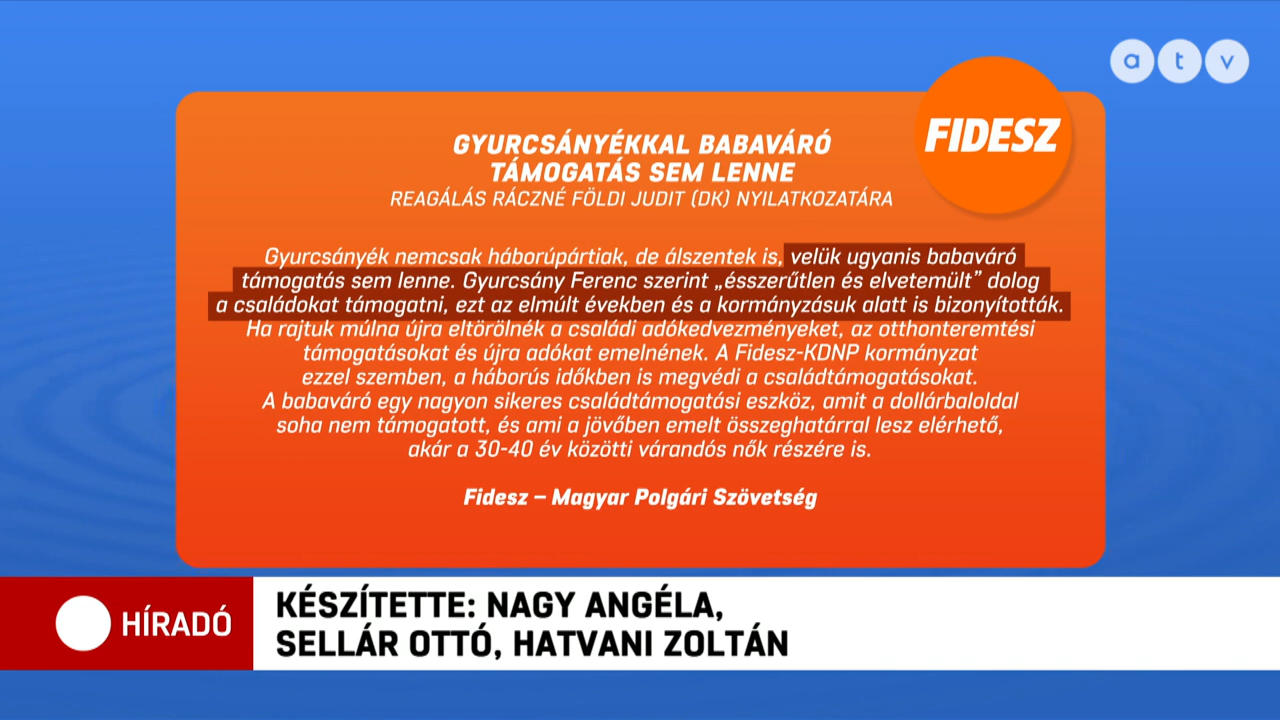 atv
FIDESZ
GYURCSÁNYÉKKAL BABAVÁRÓ
TÁMOGATÁS SEM LENNE
REAGÁLÁS RÁCZNÉ FÖLDI JUDIT (DK) NYILATKOZATÁRA
Gyurcsányék nemcsak háborúpártiak, de álszentek is, velük ugyanis babaváró
támogatás sem lenne. Gyurcsány Ferenc szerint „ésszerűtlen és elvetemült” dolog
a családokat támogatni, ezt az elmúlt években és a kormányzásuk alatt is bizonyították.
Ha rajtuk múlna újra eltörölnék a családi adókedvezményeket, az otthonteremtési
támogatásokat és újra adókat emelnének. A Fidesz-KDNP kormányzat
ezzel szemben, a háborús időkben is megvédi a családtámogatásokat.
A babaváró egy nagyon sikeres családtámogatási eszköz, amit a dollárbaloldal
soha nem támogatott, és ami a jövőben emelt összeghatárral lesz elérhető,
akár a 30-40 év közötti várandós nők részére is.
Fidesz – Magyar Polgári Szövetség
HÍRADÓ
KÉSZÍTETTE: NAGY ANGÉLA,
SELLÁR OTTÓ, HATVANI ZOLTÁN